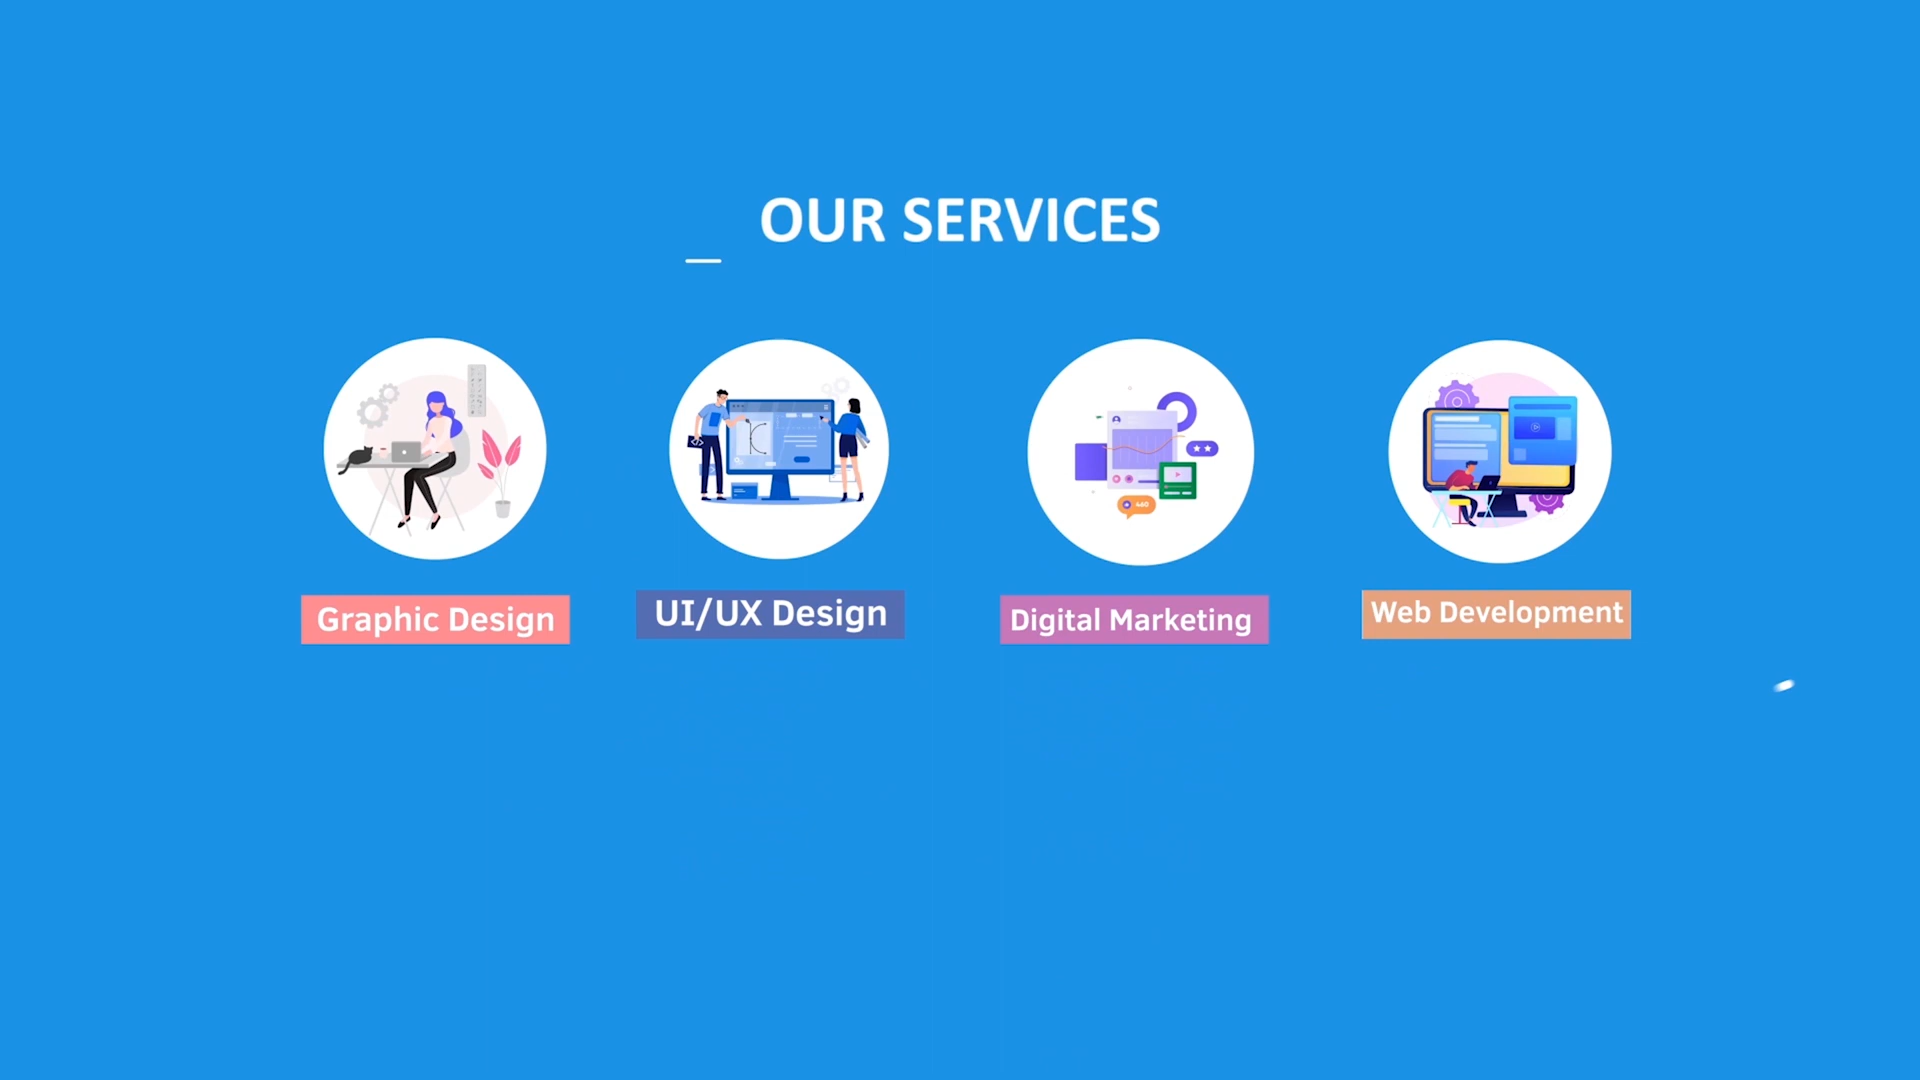 OUR SERVICES
Graphic Design
UI/UX Design
Digital Marketing
Web Development